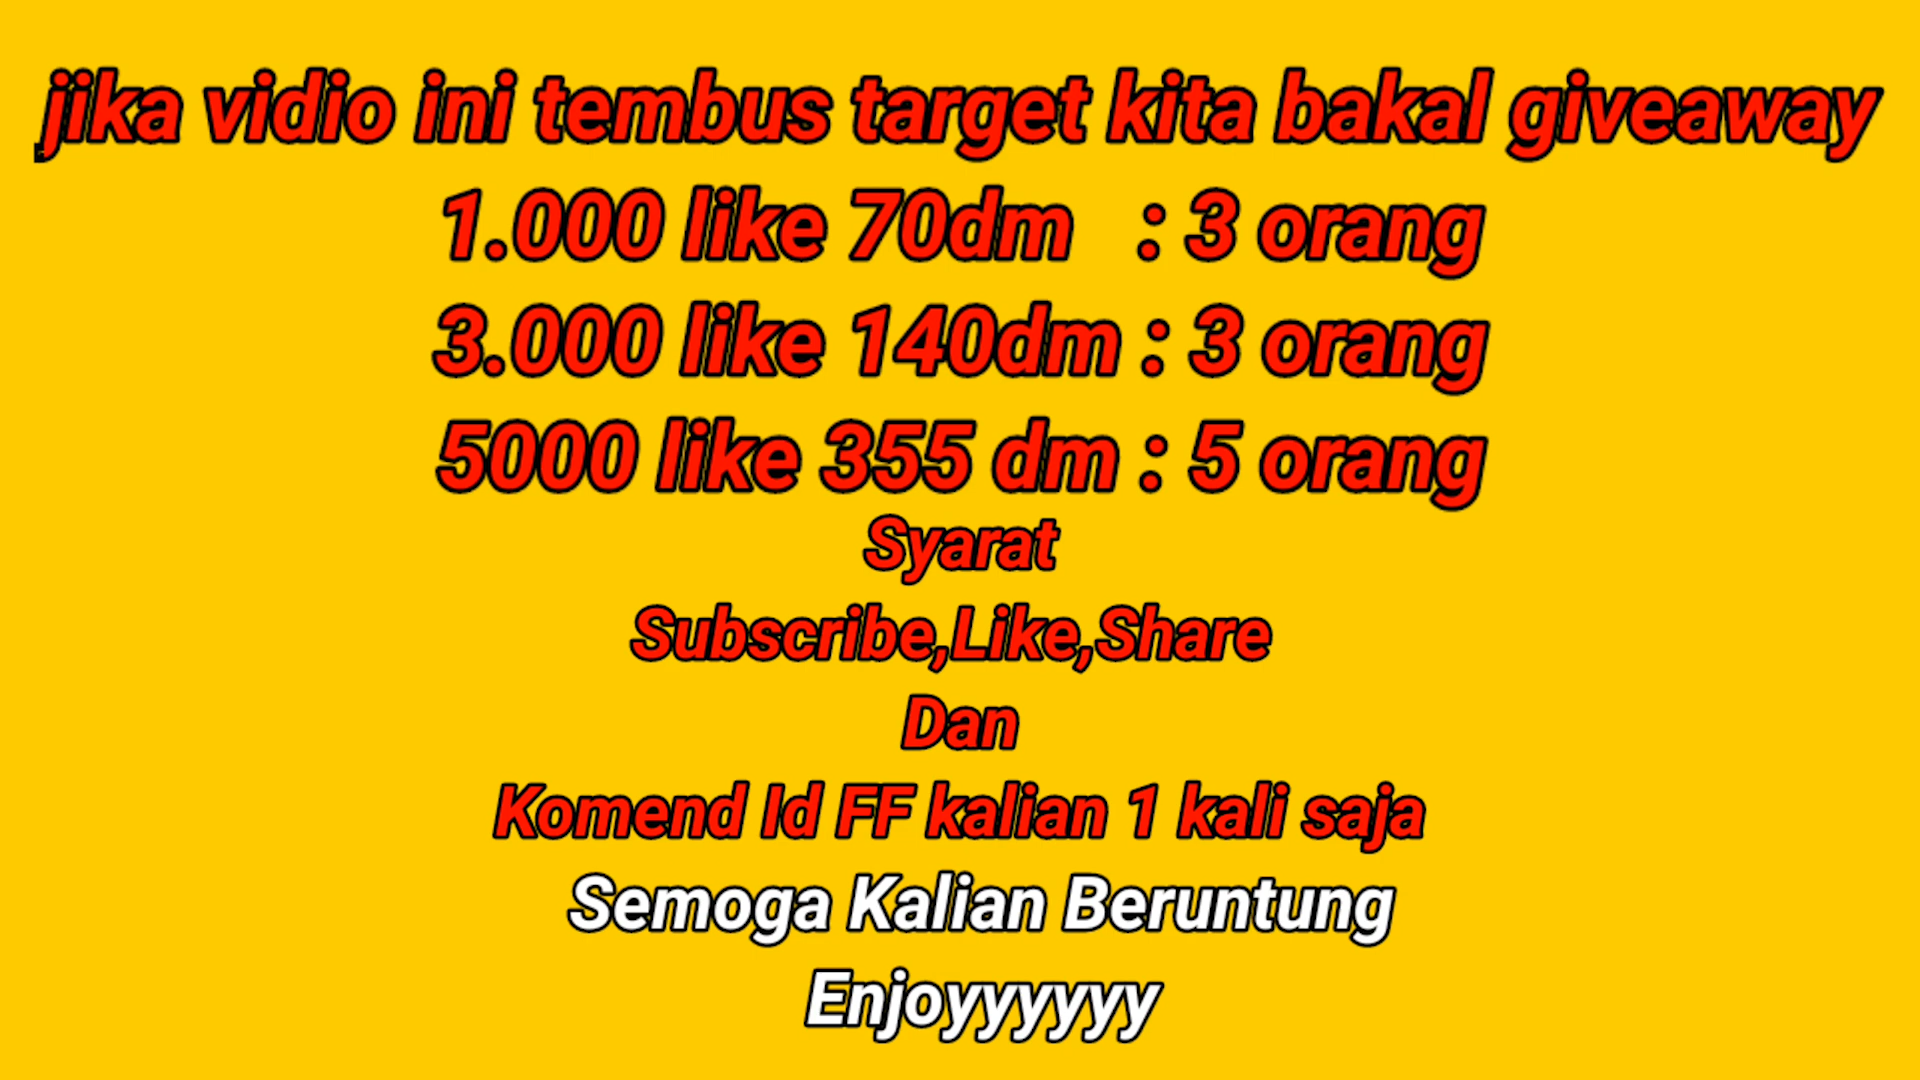 jika vidio ini tembus target kita bakal giveaway
1.000 like 70dm : 3 orang
3.000 like 140dm : 3 orang
5000 like 355 dm : 5 orang
Syarat
Subscribe,Like,Share
Dan
Komend Id FF kalian 1 kali saja
Semoga Kalian Beruntung
Enjoyyyyyy